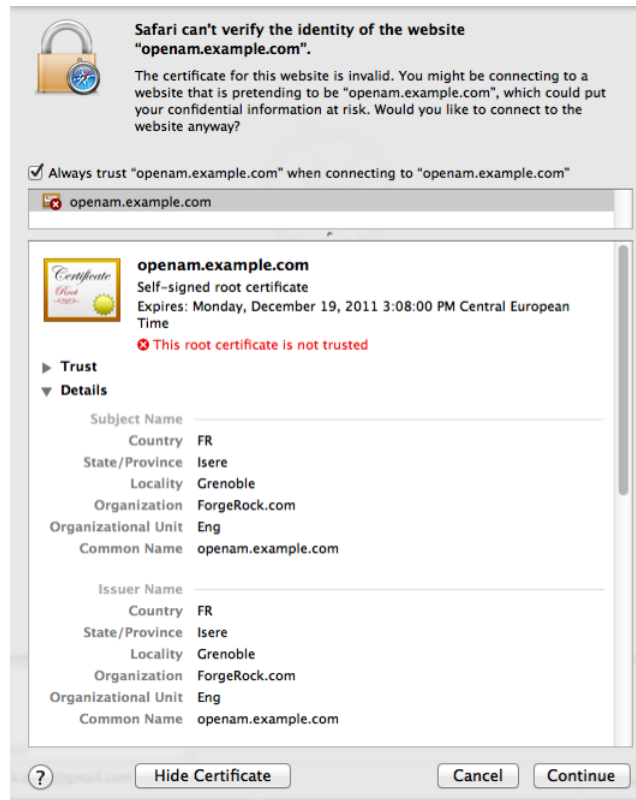 Safari can't verify the identity of the website
“openam.example.com”.
The certificate for this website is invalid. You might be connecting to a
website that is pretending to be “openam.example.com”, which could put
your confidential information at risk. Would you like to connect to the
website anyway?
Always trust “openam.example.com” when connecting to “openam.example.com”
openam.example.com
Certificate
Root
openam.example.com
Self-signed root certificate
Expires: Monday, December 19, 2011 3:08:00 PM Central European
Time
This root certificate is not trusted
Trust
Details
Subject Name
Country FR
State/Province Isere
Locality Grenoble
Organization ForgeRock.com
Organizational Unit Eng
Common Name openam.example.com
Issuer Name
Country FR
State/Province Isere
Locality Grenoble
Organization ForgeRock.com
Organizational Unit Eng
Common Name openam.example.com
? Hide Certificate Cancel Continue